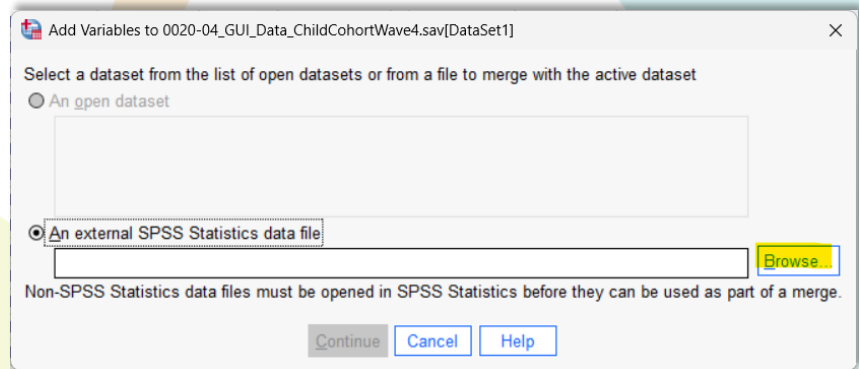 Add Variables to 0020-04_GUI_Data_ChildCohortWave4.sav[DataSet1]
Select a dataset from the list of open datasets or from a file to merge with the active dataset
An open dataset
An external SPSS Statistics data file
Browse...
Non-SPSS Statistics data files must be opened in SPSS Statistics before they can be used as part of a merge.
Continue Cancel Help